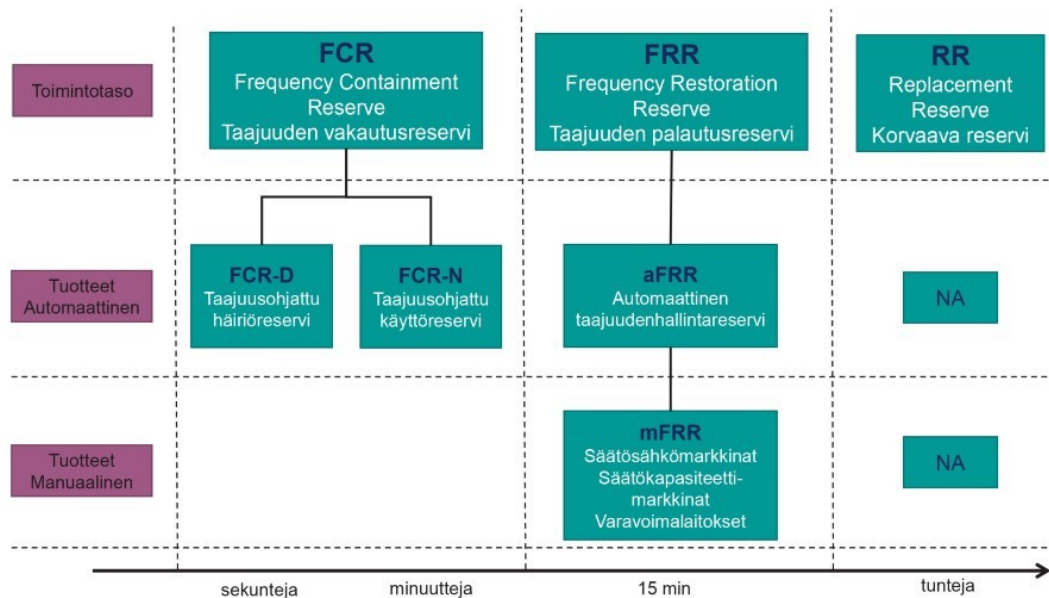 Toimintotaso
FCR
Frequency Containment
Reserve
Taajuuden vakautusreservi
FRR
Frequency Restoration
Reserve
Taajuuden palautusreservi
RR
Replacement
Reserve
Korvaava reservi
Tuotteet
Automaattinen
FCR-D
Taajuusohjattu
häiriöreservi
FCR-N
Taajuusohjattu
käyttöreservi
aFRR
Automaattinen
taajuudenhallintareservi
NA
Tuotteet
Manuaalinen
mFRR
Säätösähkömarkkinat
Säätökapasiteetti-
markkinat
Varavoimalaitokset
NA
sekunteja
minuutteja
15 min
tunteja